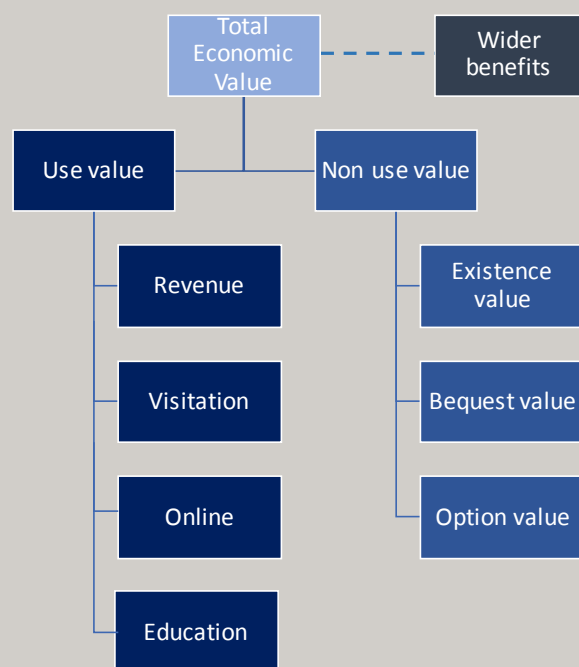 Total
Economic
Value
Wider
benefits
Use value
Non use value
Revenue
Existence
value
Visitation
Bequest value
Online
Option value
Education